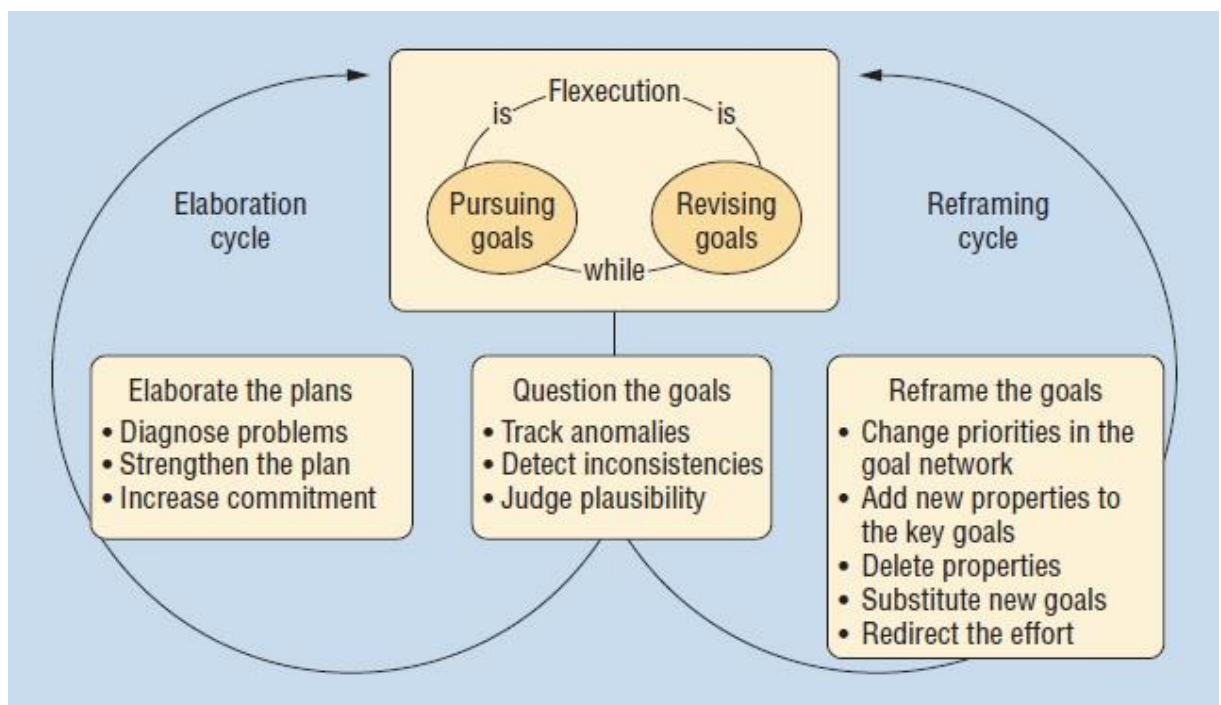 Flexecution
is
is
Pursuing
goals
Revising
goals
while
Elaboration
cycle
Reframing
cycle
Elaborate the plans
• Diagnose problems
• Strengthen the plan
• Increase commitment
Question the goals
• Track anomalies
• Detect inconsistencies
• Judge plausibility
Reframe the goals
• Change priorities in the
goal network
• Add new properties to
the key goals
• Delete properties
• Substitute new goals
• Redirect the effort